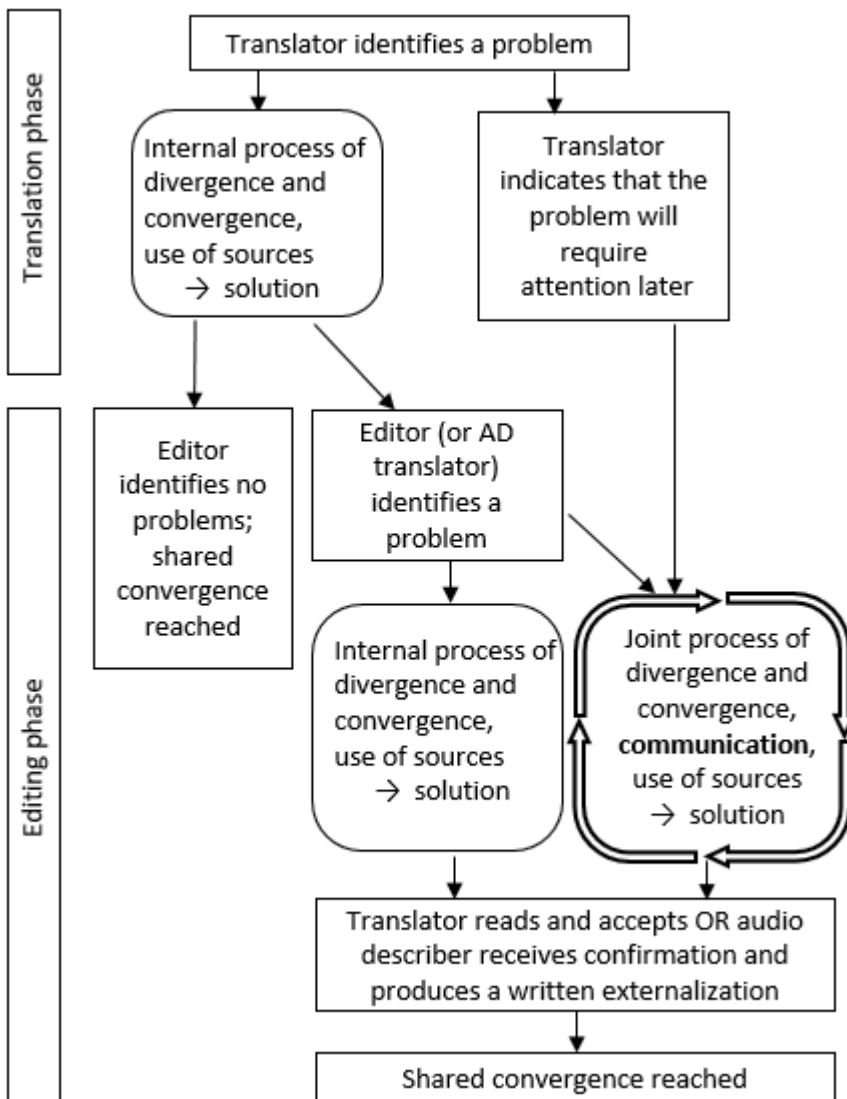 Translation phase
Translator identifies a problem
Internal process of
divergence and
convergence,
use of sources
→ solution
Translator
indicates that the
problem will
require
attention later
Editing phase
Editor
identifies no
problems;
shared
convergence
reached
Editor (or AD
translator)
identifies a
problem
Internal process of
divergence and
convergence,
use of sources
→ solution
Joint process of
divergence and
convergence,
communication,
use of sources
→ solution
Translator reads and accepts OR audio
describer receives confirmation and
produces a written externalization
Shared convergence reached